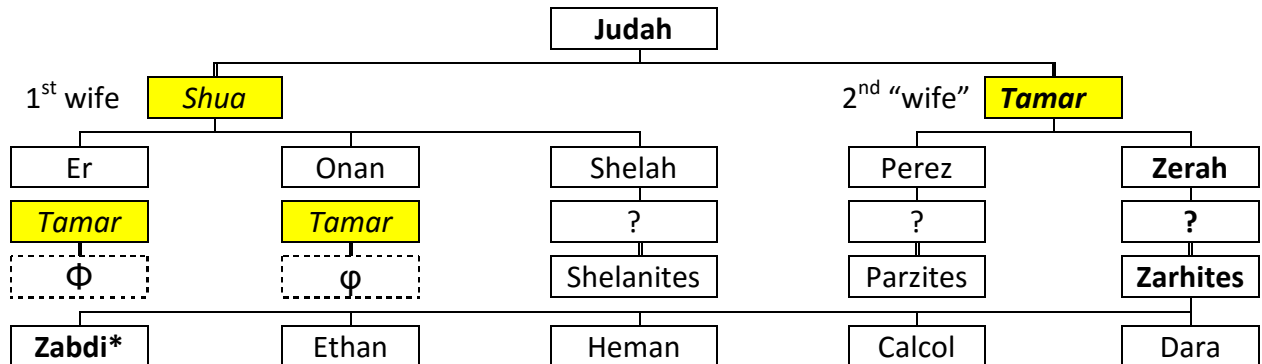 Judah
1st wife Shua 2nd “wife” Tamar
Er Onan Shelah Perez Zerah
Tamar Tamar ? ? ?
Φ φ Shelanites Parzites Zarhites
Zabdi* Ethan Heman Calcol Dara